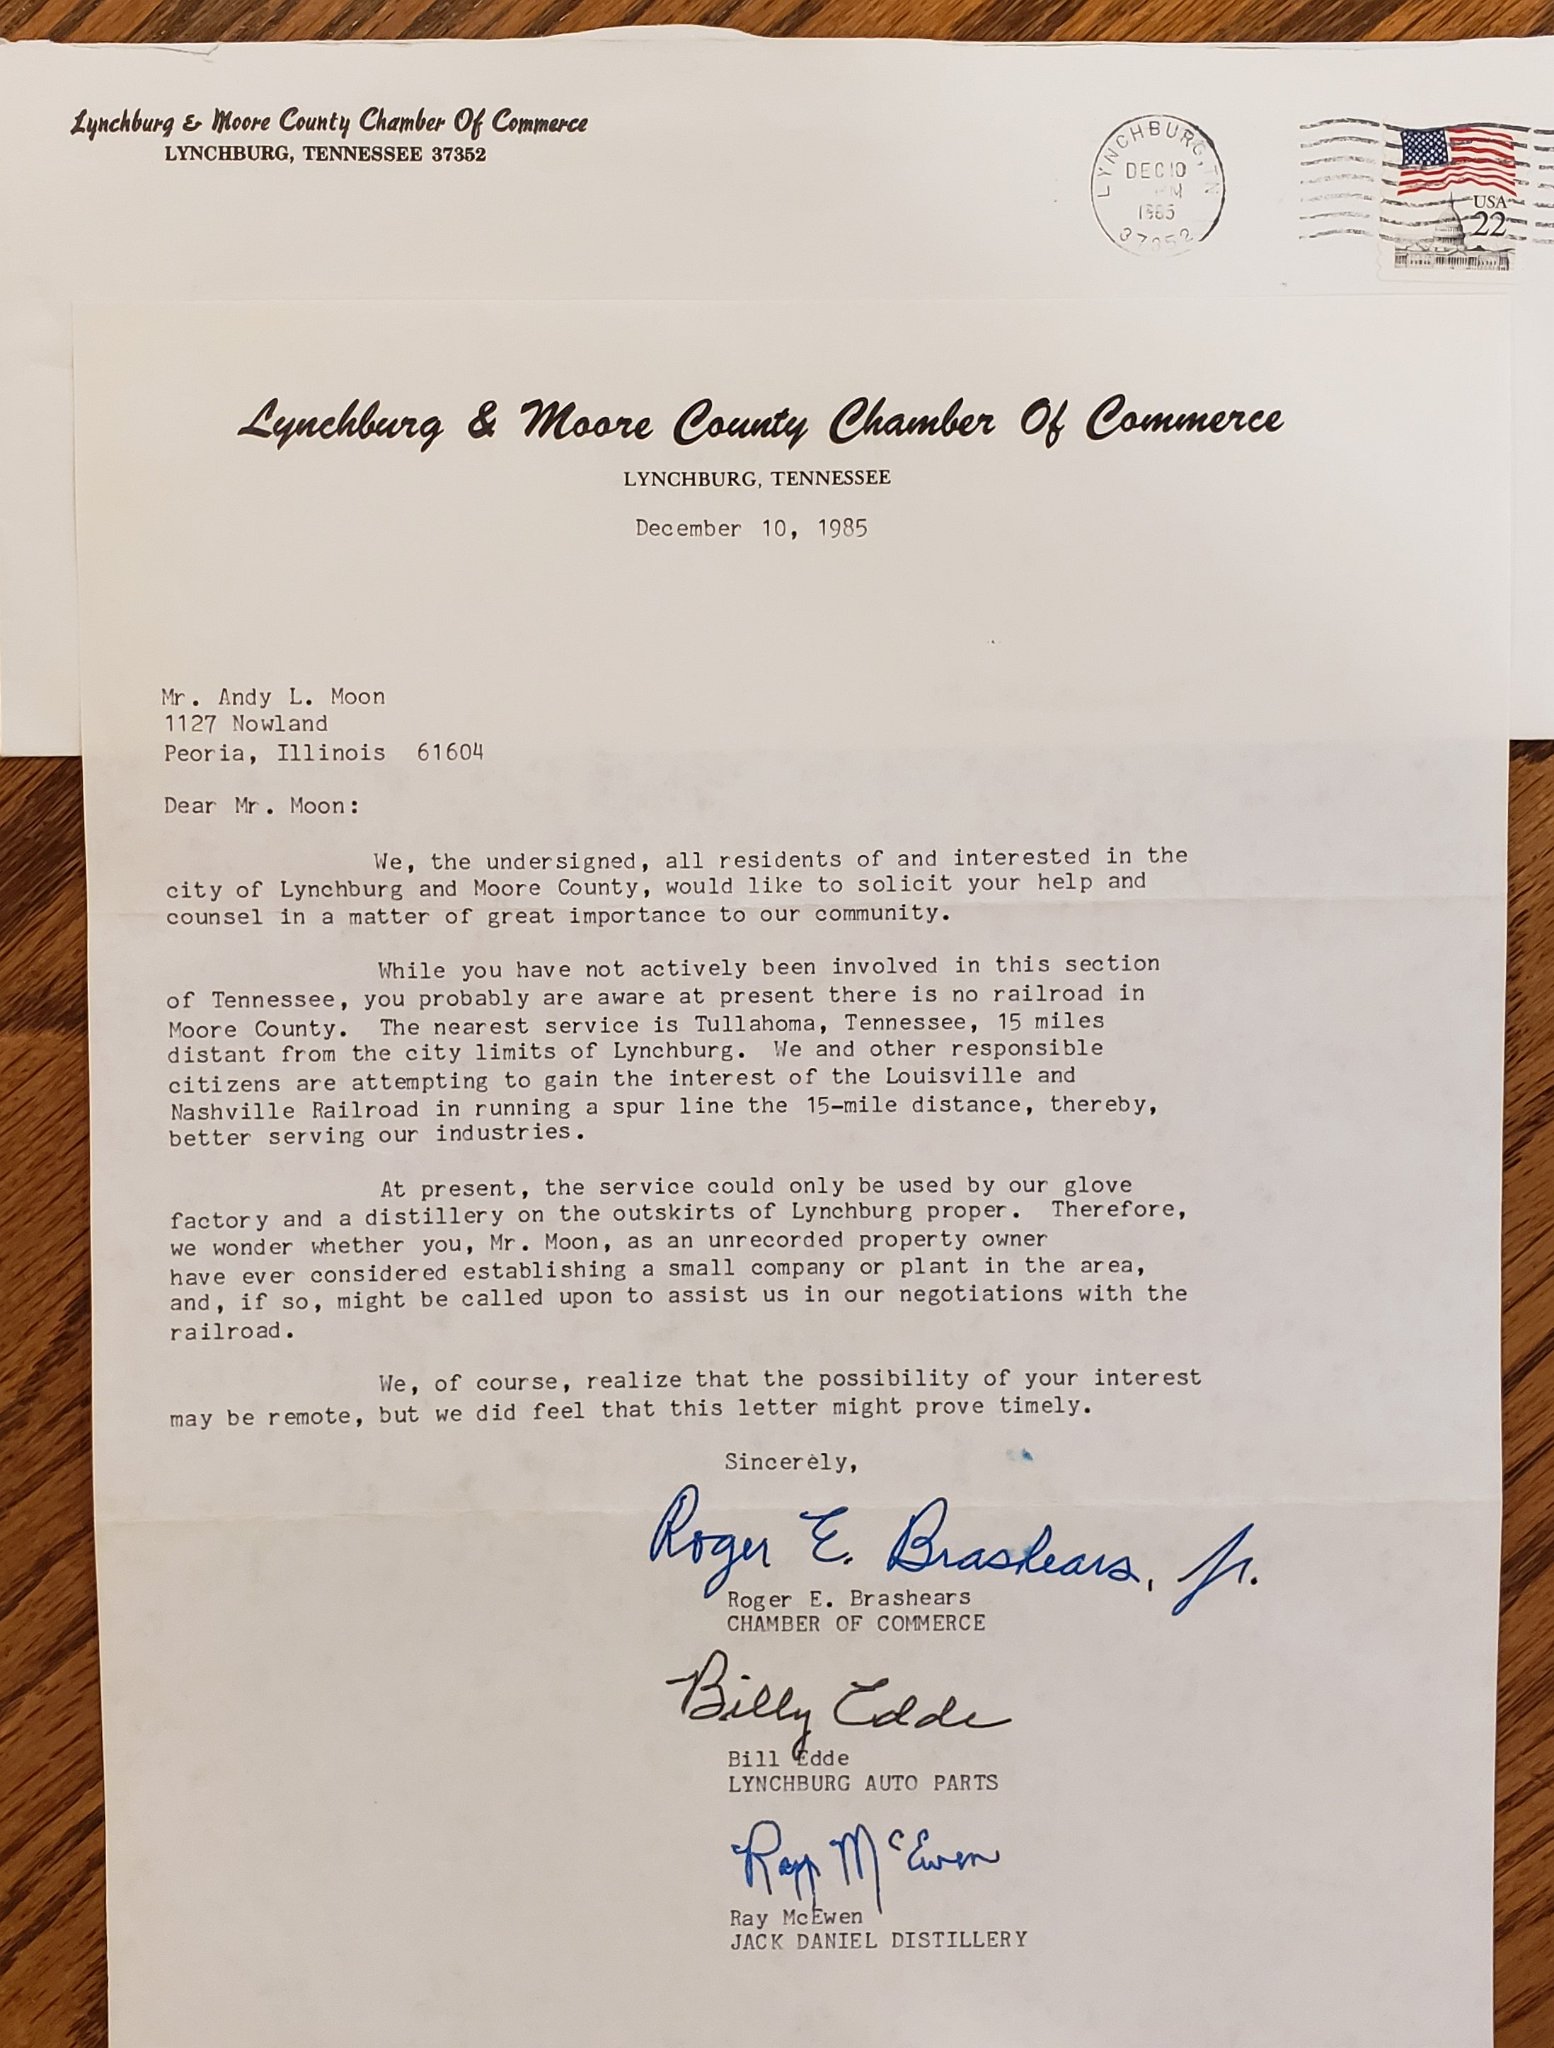 Lynchburg & Moore County Chamber Of Commerce
LYNCHBURG, TENNESSEE 37352
LYNCHBURG, TN
DEC 10
1985
37352
USA
22
Lynchburg & Moore County Chamber Of Commerce
LYNCHBURG, TENNESSEE
December 10, 1985
Mr. Andy L. Moon
1127 Nowland
Peoria, Illinois 61604
Dear Mr. Moon:
We, the undersigned, all residents of and interested in the
city of Lynchburg and Moore County, would like to solicit your help and
counsel in a matter of great importance to our community.
While you have not actively been involved in this section
of Tennessee, you probably are aware at present there is no railroad in
Moore County. The nearest service is Tullahoma, Tennessee, 15 miles
distant from the city limits of Lynchburg. We and other responsible
citizens are attempting to gain the interest of the Louisville and
Nashville Railroad in running a spur line the 15-mile distance, thereby,
better serving our industries.
At present, the service could only be used by our glove
factory and a distillery on the outskirts of Lynchburg proper. Therefore,
we wonder whether you, Mr. Moon, as an unrecorded property owner
have ever considered establishing a small company or plant in the area,
and, if so, might be called upon to assist us in our negotiations with the
railroad.
We, of course, realize that the possibility of your interest
may be remote, but we did feel that this letter might prove timely.
Sincerely,
Roger E. Brashears, Jr.
Roger E. Brashears
CHAMBER OF COMMERCE
Billy Edde
Bill Edde
LYNCHBURG AUTO PARTS
McEwen
Ray McEwen
JACK DANIEL DISTILLERY